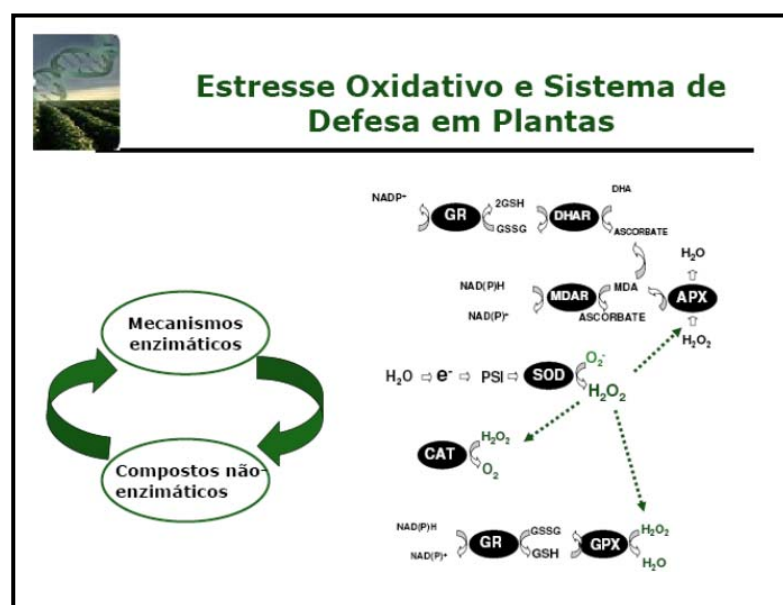 Estresse Oxidativo e Sistema de
Defesa em Plantas
NADP⁺
GR
2GSH
GSSG
DHAR
DHA
ASCORBATE
H₂O
NAD(P)H
NAD(P)⁺
MDAR
MDA
ASCORBATE
APX
H₂O₂
Mecanismos
enzimáticos
H₂O ⇨ e⁻ ⇨ PSI ⇨ SOD
O₂⁻
H₂O₂
CAT
H₂O₂
O₂
Compostos não-
enzimáticos
NAD(P)H
NAD(P)⁺
GR
GSSG
GSH
GPX
H₂O₂
H₂O